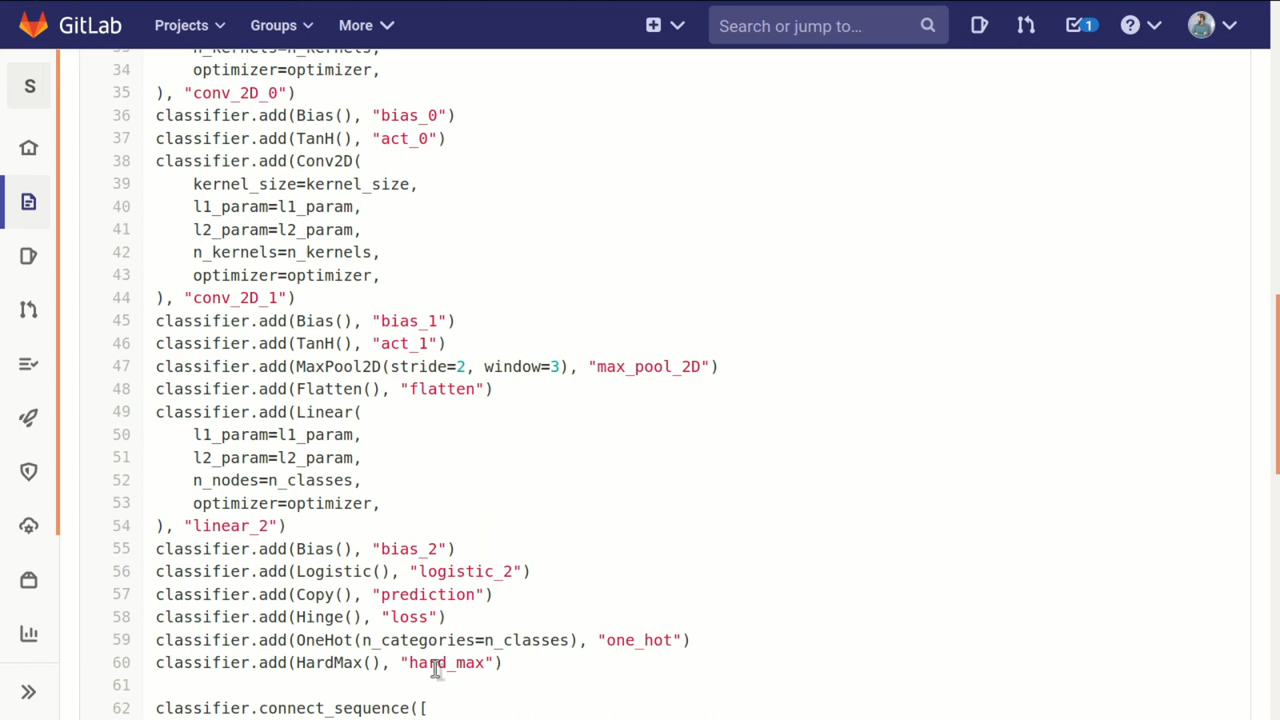 GitLab Projects Groups More Search or jump to… 1
S
33 n_kernels=n_kernels,
34 optimizer=optimizer,
35 ), "conv_2D_0")
36 classifier.add(Bias(), "bias_0")
37 classifier.add(TanH(), "act_0")
38 classifier.add(Conv2D(
39 kernel_size=kernel_size,
40 l1_param=l1_param,
41 l2_param=l2_param,
42 n_kernels=n_kernels,
43 optimizer=optimizer,
44 ), "conv_2D_1")
45 classifier.add(Bias(), "bias_1")
46 classifier.add(TanH(), "act_1")
47 classifier.add(MaxPool2D(stride=2, window=3), "max_pool_2D")
48 classifier.add(Flatten(), "flatten")
49 classifier.add(Linear(
50 l1_param=l1_param,
51 l2_param=l2_param,
52 n_nodes=n_classes,
53 optimizer=optimizer,
54 ), "linear_2")
55 classifier.add(Bias(), "bias_2")
56 classifier.add(Logistic(), "logistic_2")
57 classifier.add(Copy(), "prediction")
58 classifier.add(Hinge(), "loss")
59 classifier.add(OneHot(n_categories=n_classes), "one_hot")
60 classifier.add(HardMax(), "hard_max")
61
62 classifier.connect_sequence([